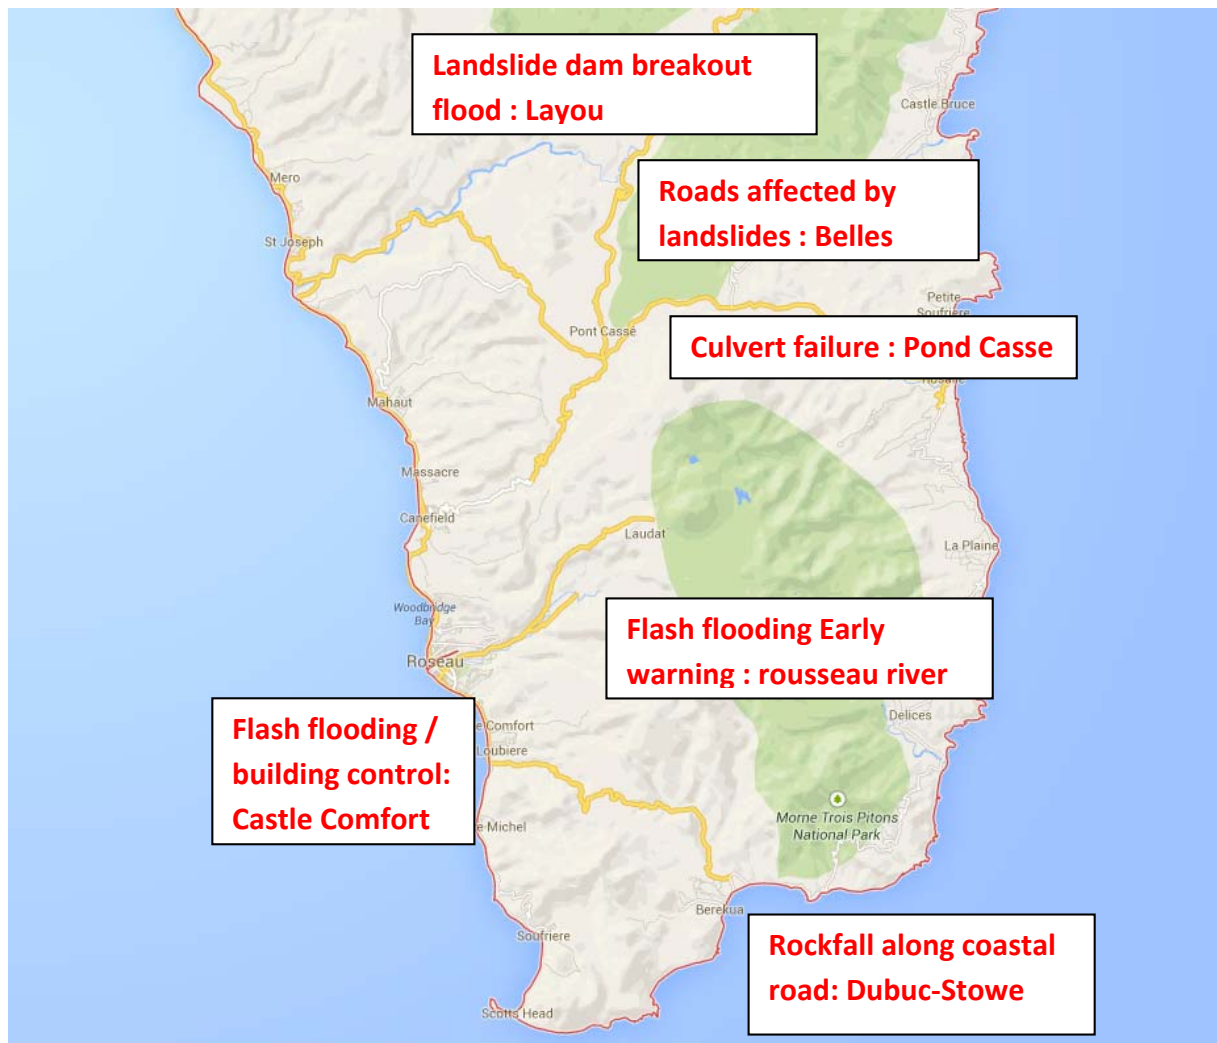 Landslide dam breakout
flood : Layou
Castle Bruce
Mero
Roads affected by
landslides : Belles
St Joseph
Petite
Soufrière
Pont Cassé
Culvert failure : Pond Casse
Rosalie
Mahaut
Massacre
Canefield
Laudat
La Plaine
Woodbridge
Bay
Flash flooding Early
warning : rousseau river
Roseau
Flash flooding /
building control:
Castle Comfort
e Comfort
Loubiere
Delices
e Michel
Morne Trois Pitons
National Park
Berekua
Rockfall along coastal
road: Dubuc-Stowe
Soufriere
Scotts Head